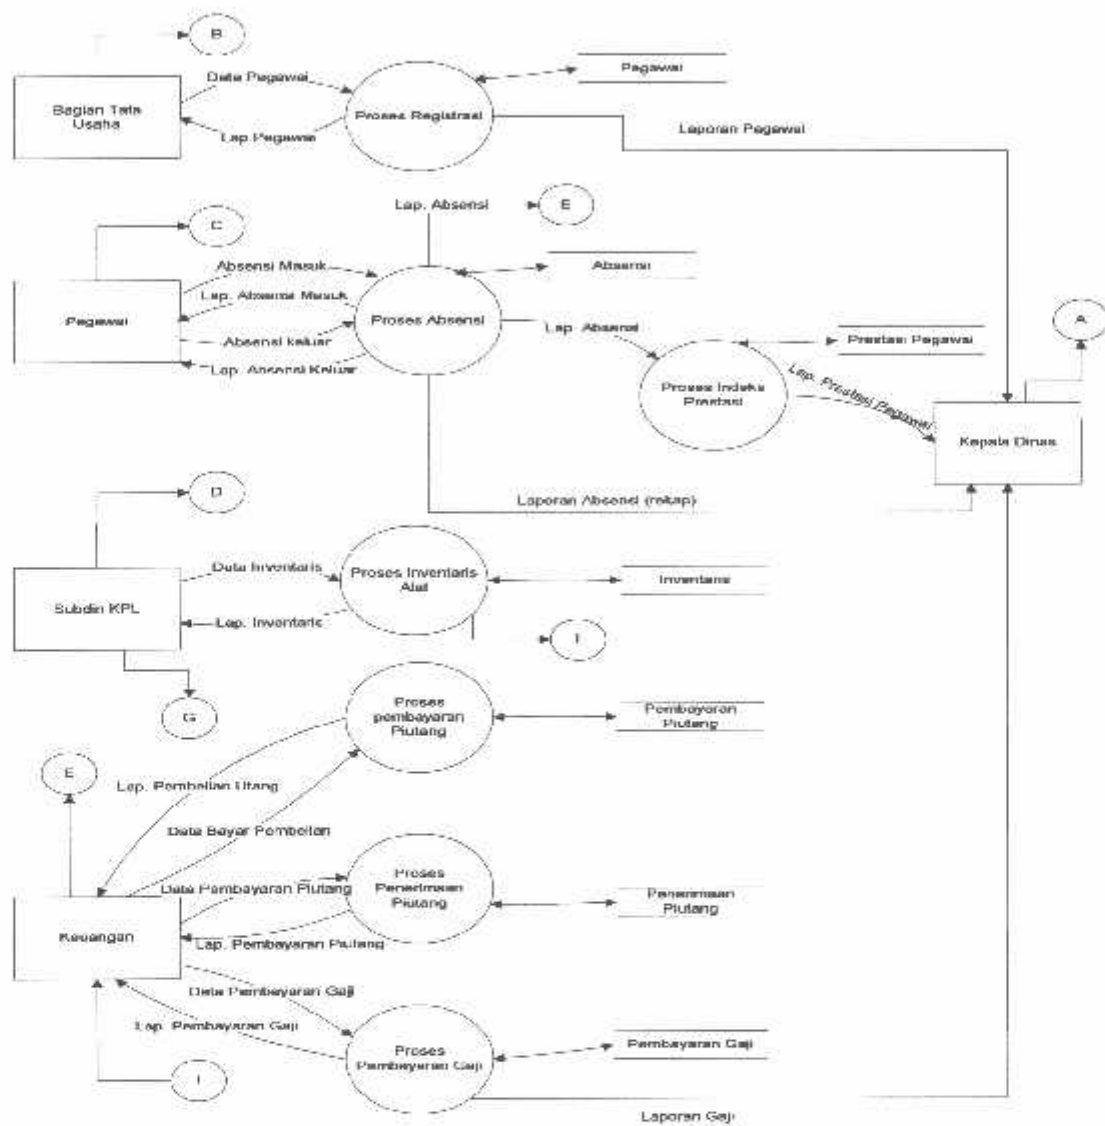 B
Data Pegawai
Pegawai
Bagian Tata
Usaha
Proses Registrasi
Lap.Pegawai
Laporan Pegawai
Lap. Absensi
E
C
Absensi Masuk
Absensi
Lap. Absensi Masuk
Pegawai
Proses Absensi
Lap. Absensi
A
Absensi keluar
Prestasi Pegawai
Lap. Absensi Keluar
Proses Indeks
Prestasi
Lap. Prestasi Pegawai
Kepala Dinas
D
Laporan Absensi (rekap)
Data Inventaris
Proses Inventaris
Alat
Inventaris
Subdin KPL
Lap. Inventaris
G
Proses
pembayaran
Piutang
Pembayaran
Piutang
E
Lap. Pembelian Utang
Data Bayar Pembelian
Data Pembayaran Piutang
Proses
Penerimaan
Piutang
Penerimaan
Piutang
Keuangan
Lap. Pembayaran Piutang
Data Pembayaran Gaji
Lap. Pembayaran Gaji
Proses
Pembayaran Gaji
Pembayaran Gaji
Laporan Gaji